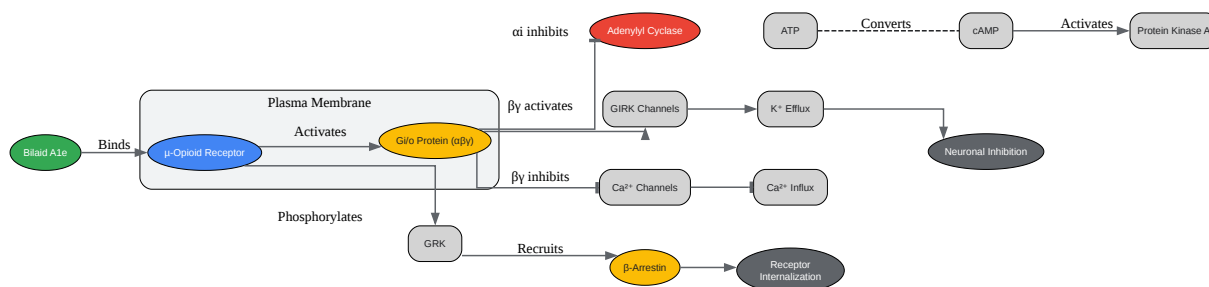 αi inhibits
Adenylyl Cyclase
ATP
Converts
cAMP
Activates
Protein Kinase A
Plasma Membrane
βγ activates
GIRK Channels
K⁺ Efflux
Bilaid A1e
Binds
μ-Opioid Receptor
Activates
Gi/o Protein (αβγ)
Neuronal Inhibition
βγ inhibits
Ca²⁺ Channels
Ca²⁺ Influx
Phosphorylates
GRK
Recruits
β-Arrestin
Receptor
Internalization